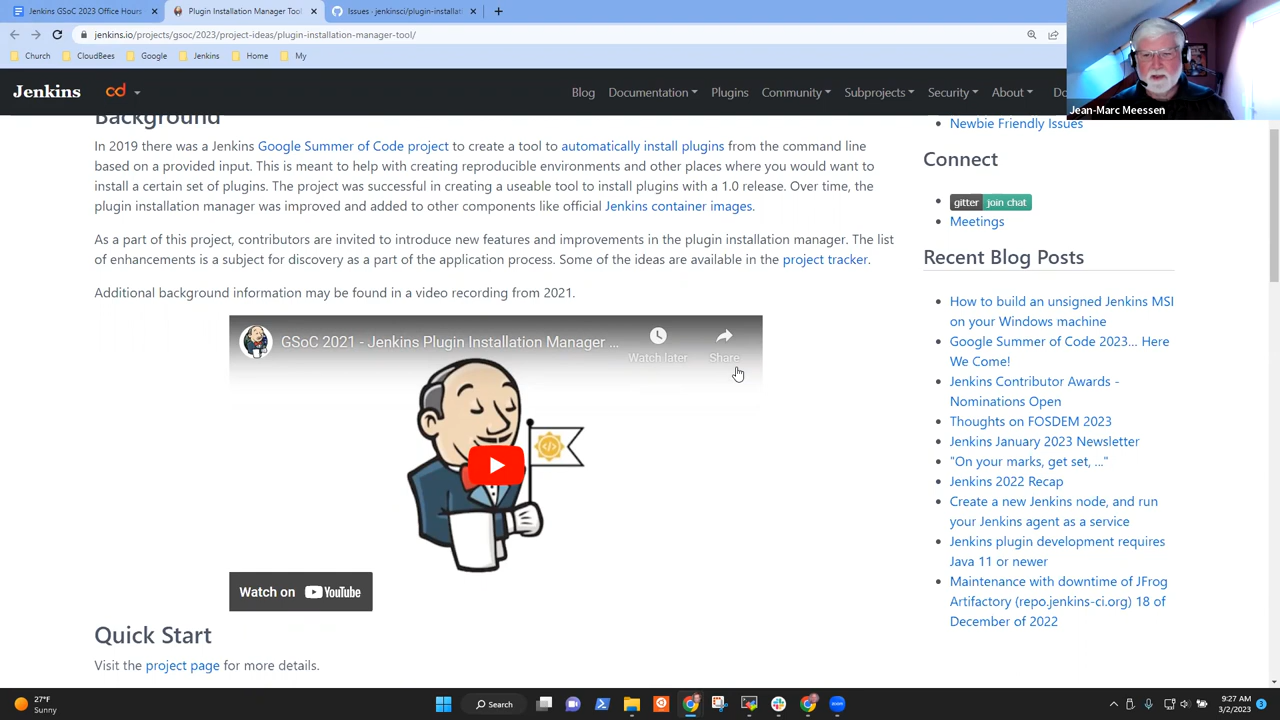 Jenkins GSoC 2023 Office Hours
Plugin Installation Manager Tool
Issues · jenkinsci/plugin-installat
jenkins.io/projects/gsoc/2023/project-ideas/plugin-installation-manager-tool/
Church CloudBees Google Jenkins Home My
Jenkins cd Blog Documentation Plugins Community Subprojects Security About Do
Jean-Marc Meessen
Background
In 2019 there was a Jenkins Google Summer of Code project to create a tool to automatically install plugins from the command line
based on a provided input. This is meant to help with creating reproducible environments and other places where you would want to
install a certain set of plugins. The project was successful in creating a useable tool to install plugins with a 1.0 release. Over time, the
plugin installation manager was improved and added to other components like official Jenkins container images.
As a part of this project, contributors are invited to introduce new features and improvements in the plugin installation manager. The list
of enhancements is a subject for discovery as a part of the application process. Some of the ideas are available in the project tracker.
Additional background information may be found in a video recording from 2021.
GSoC 2021 - Jenkins Plugin Installation Manager ...
Watch later
Share
Watch on YouTube
Quick Start
Visit the project page for more details.
Newbie Friendly Issues
Connect
gitter join chat
Meetings
Recent Blog Posts
How to build an unsigned Jenkins MSI
on your Windows machine
Google Summer of Code 2023... Here
We Come!
Jenkins Contributor Awards -
Nominations Open
Thoughts on FOSDEM 2023
Jenkins January 2023 Newsletter
"On your marks, get set, ..."
Jenkins 2022 Recap
Create a new Jenkins node, and run
your Jenkins agent as a service
Jenkins plugin development requires
Java 11 or newer
Maintenance with downtime of JFrog
Artifactory (repo.jenkins-ci.org) 18 of
December of 2022
27°F
Sunny
Search
9:27 AM
3/2/2023
3